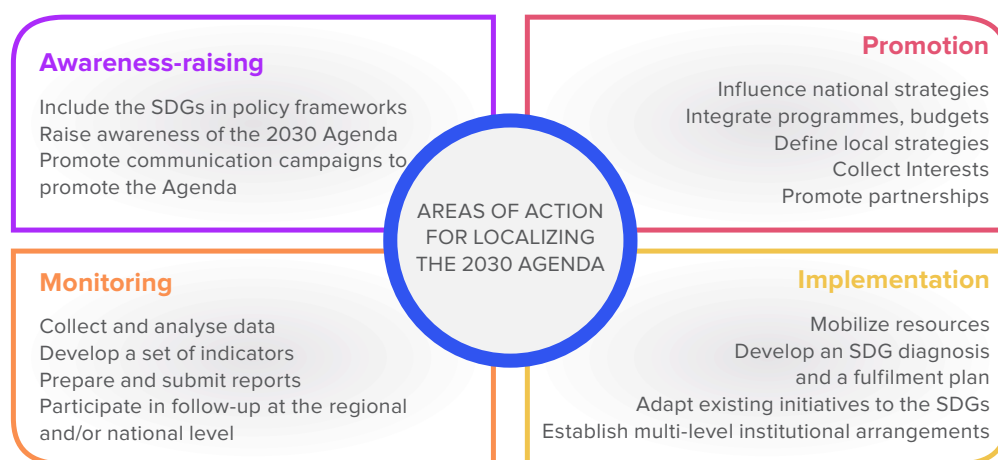 Awareness-raising
Include the SDGs in policy frameworks
Raise awareness of the 2030 Agenda
Promote communication campaigns to
promote the Agenda
Promotion
Influence national strategies
Integrate programmes, budgets
Define local strategies
Collect Interests
Promote partnerships
AREAS OF ACTION
FOR LOCALIZING
THE 2030 AGENDA
Monitoring
Collect and analyse data
Develop a set of indicators
Prepare and submit reports
Participate in follow-up at the regional
and/or national level
Implementation
Mobilize resources
Develop an SDG diagnosis
and a fulfilment plan
Adapt existing initiatives to the SDGs
Establish multi-level institutional arrangements